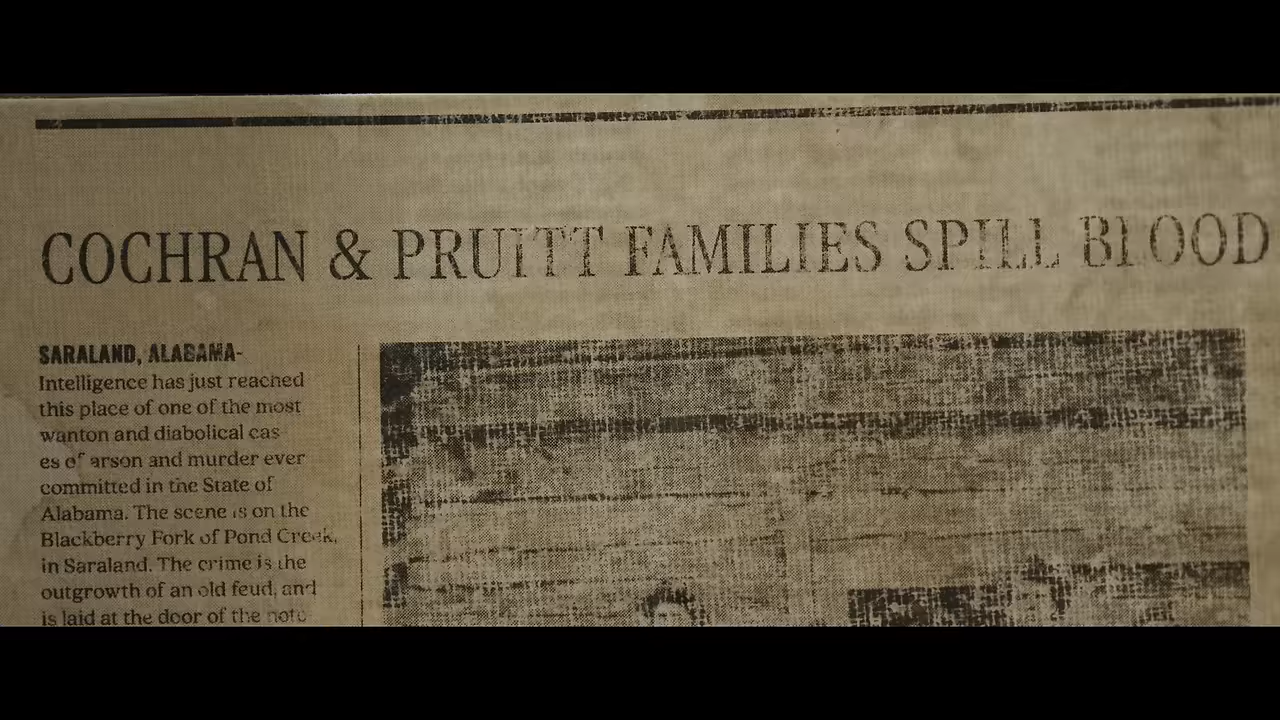 COCHRAN & PRUITT FAMILIES SPILL BLOOD
SARALAND, ALABAMA-
Intelligence has just reached
this place of one of the most
wanton and diabolical cas-
es of arson and murder ever
committed in the State of
Alabama. The scene is on the
Blackberry Fork of Pond Creek,
in Saraland. The crime is the
outgrowth of an old feud, and
is laid at the door of the